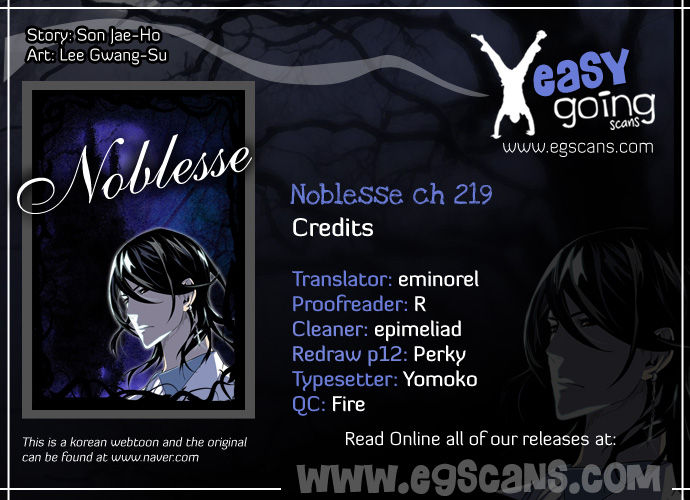 Story: Son Jae-Ho
Art: Lee Gwang-Su
easy
going
scans
www.egscans.com
Noblesse
Noblesse ch 219
Credits
Translator: eminorel
Proofreader: R
Cleaner: epimeliad
Redraw p12: Perky
Typesetter: Yomoko
QC: Fire
This is a korean webtoon and the original
can be found at www.naver.com
Read Online all of our releases at:
www.egscans.com